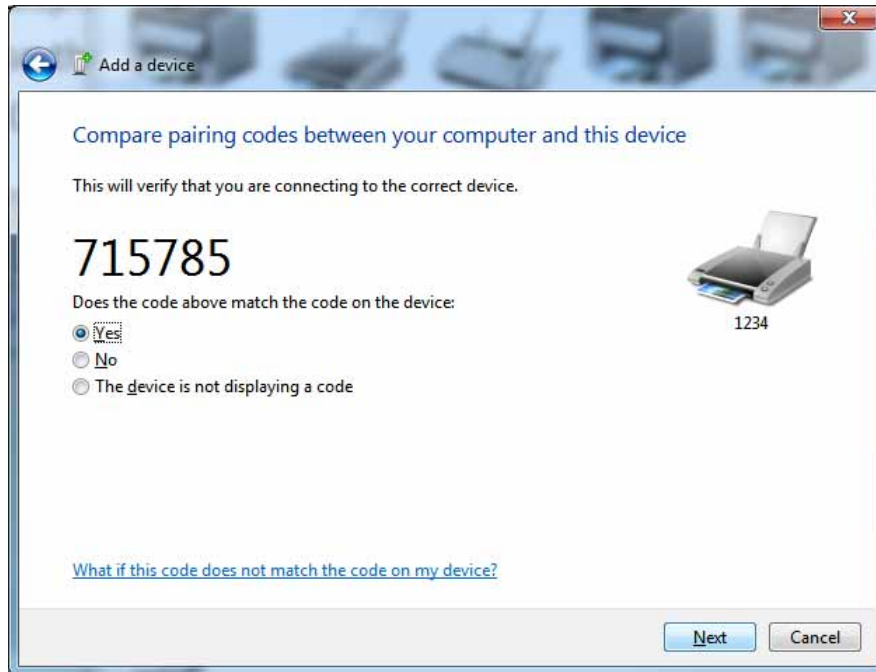 Add a device
Compare pairing codes between your computer and this device
This will verify that you are connecting to the correct device.
715785
Does the code above match the code on the device:
Yes
No
The device is not displaying a code
1234
What if this code does not match the code on my device?
Next Cancel